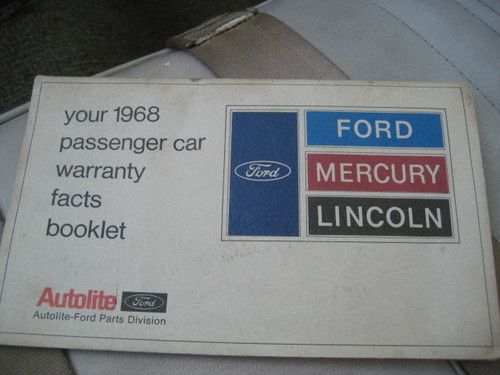 your 1968
passenger car
warranty
facts
booklet
Ford
FORD
MERCURY
LINCOLN
Autolite Ford
Autolite-Ford Parts Division